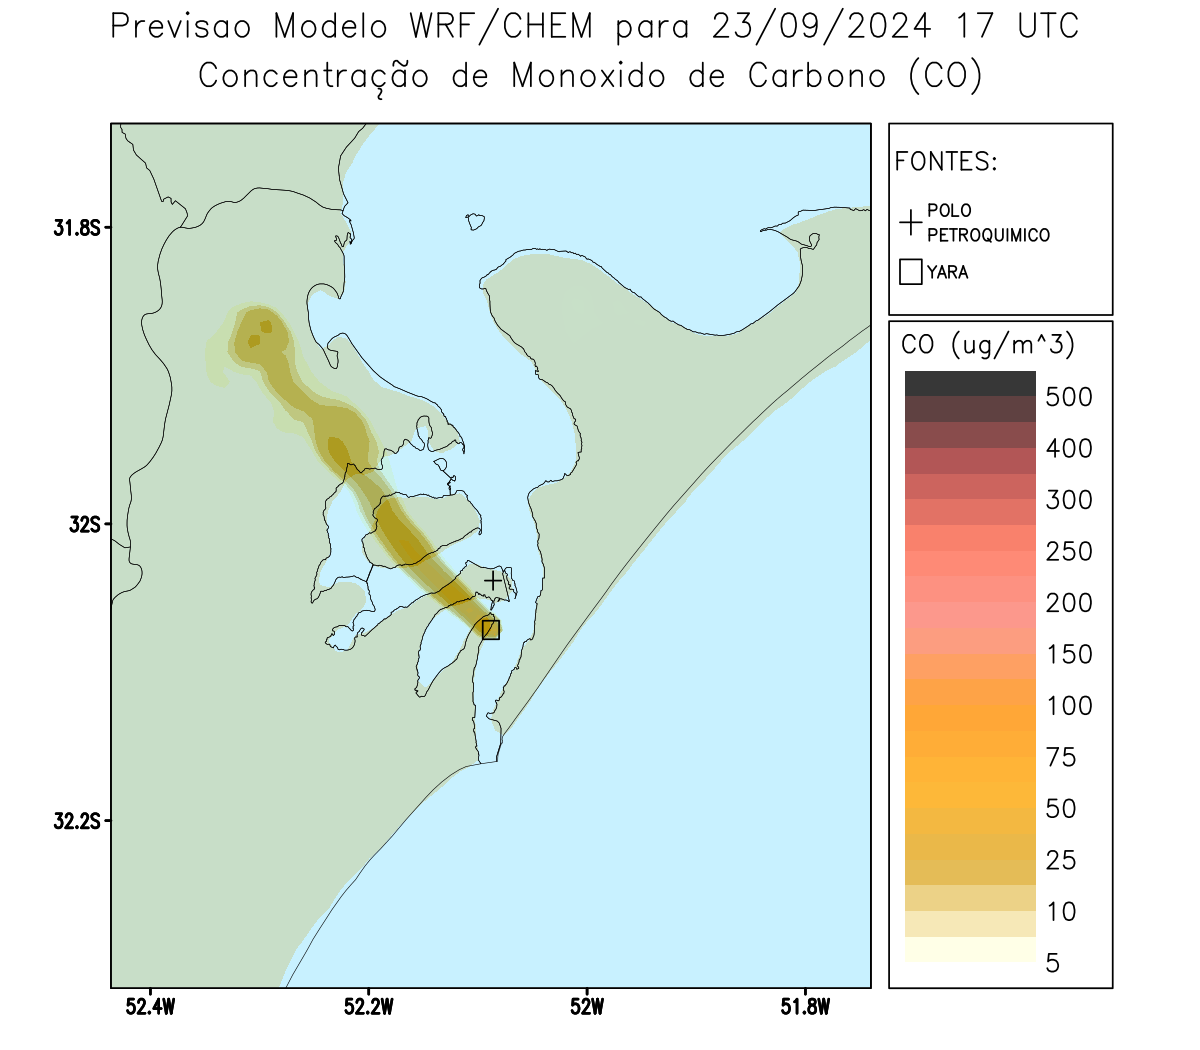 Previsao Modelo WRF/CHEM para 23/09/2024 17 UTC
Concentração de Monoxido de Carbono (CO)
FONTES:
POLO
PETROQUIMICO
YARA
31.8S
32S
32.2S
52.4W
52.2W
52W
51.8W
CO (ug/m^3)
500
400
300
250
200
150
100
75
50
25
10
5